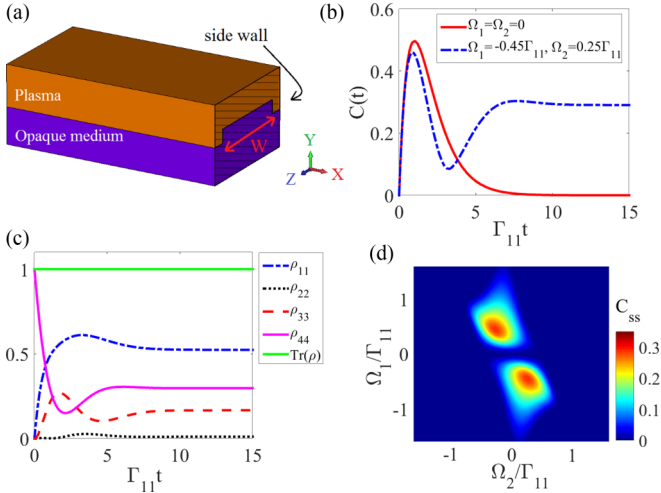 (a)
side wall
Plasma
Opaque medium
W
Y
Z
X
(b)
0.6
0.4
0.2
0
C(t)
Ω₁=Ω₂=0
Ω₁=-0.45Γ₁₁, Ω₂=0.25Γ₁₁
0 5 10 15
Γ₁₁t
(c)
1
0.5
0
ρ₁₁
ρ₂₂
ρ₃₃
ρ₄₄
Tr(ρ)
0 5 10 15
Γ₁₁t
(d)
1
0
-1
Ω₁/Γ₁₁
-1 0 1
Ω₂/Γ₁₁
Cₛₛ
0.3
0.2
0.1
0